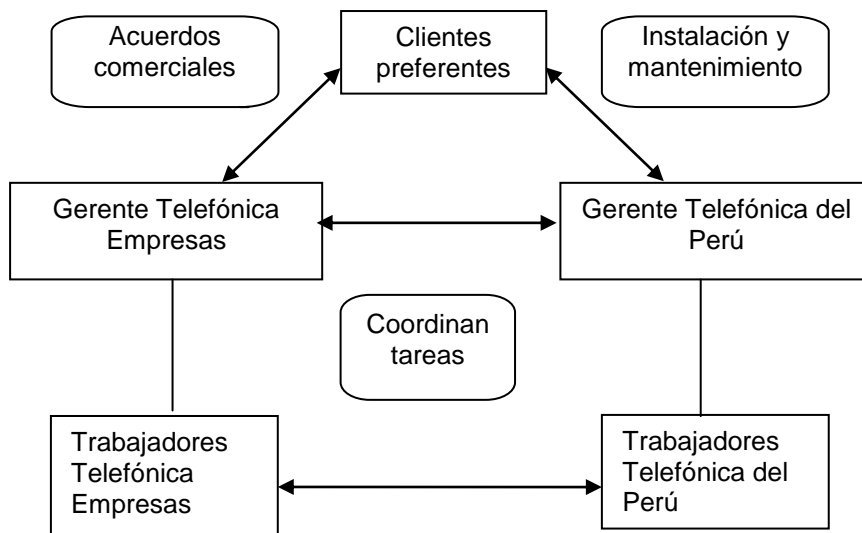 Acuerdos
comerciales
Clientes
preferentes
Instalación y
mantenimiento
Gerente Telefónica
Empresas
Gerente Telefónica del
Perú
Coordinan
tareas
Trabajadores
Telefónica
Empresas
Trabajadores
Telefónica del
Perú